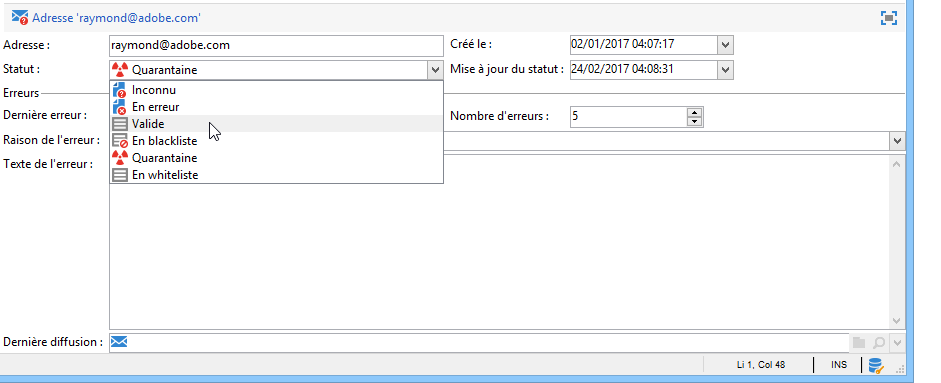 Adresse 'raymond@adobe.com'
Adresse : raymond@adobe.com Créé le : 02/01/2017 04:07:17
Statut : Quarantaine Mise à jour du statut : 24/02/2017 04:08:31
Inconnu
Erreurs
En erreur
Dernière erreur : Valide Nombre d'erreurs : 5
Raison de l'erreur : En blackliste
Texte de l'erreur : Quarantaine
En whiteliste
Dernière diffusion :
Li 1, Col 48 INS